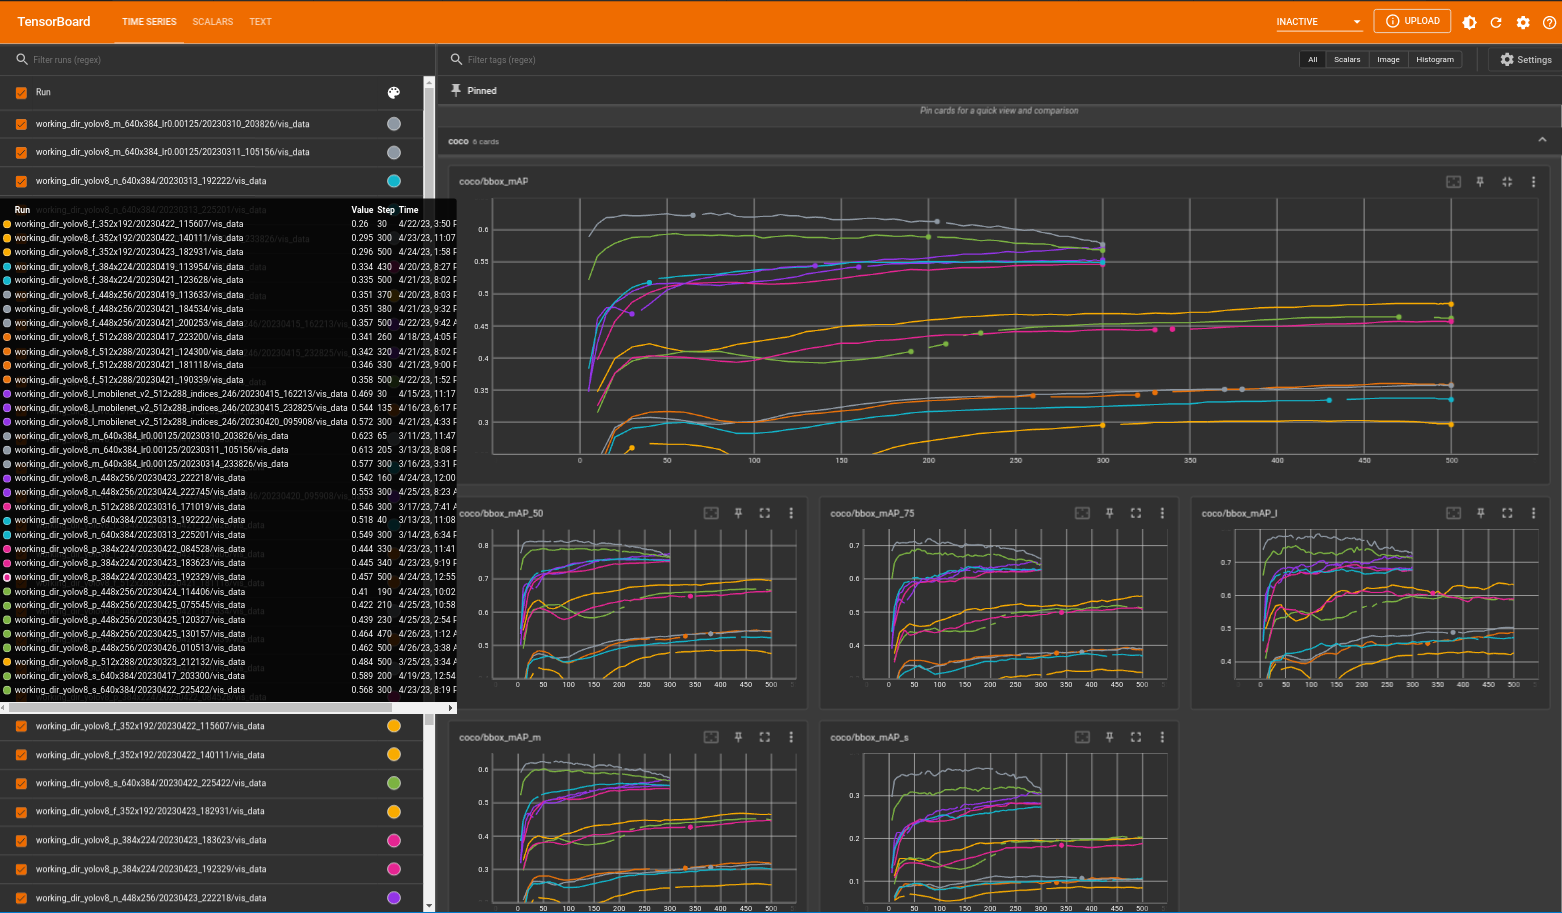 TensorBoard TIME SERIES SCALARS TEXT INACTIVE UPLOAD
Filter runs (regex) Filter tags (regex) All Scalars Image Histogram Settings
Run Pinned
Pin cards for a quick view and comparison
working_dir_yolov8_m_640x384_lr0.00125/20230310_203826/vis_data
working_dir_yolov8_m_640x384_lr0.00125/20230311_105156/vis_data
working_dir_yolov8_n_640x384/20230313_192222/vis_data
Run Value Step Time
working_dir_yolov8_f_352x192/20230422_115607/vis_data 0.26 30 4/22/23, 3:50 P
working_dir_yolov8_f_352x192/20230422_140111/vis_data 0.295 300 4/23/23, 11:07
working_dir_yolov8_f_352x192/20230423_182931/vis_data 0.296 500 4/24/23, 1:58 P
working_dir_yolov8_f_384x224/20230419_113954/vis_data 0.334 430 4/20/23, 8:27 P
working_dir_yolov8_f_384x224/20230421_123628/vis_data 0.335 500 4/21/23, 8:02 P
working_dir_yolov8_f_448x256/20230419_113633/vis_data 0.351 370 4/20/23, 8:03 P
working_dir_yolov8_f_448x256/20230421_184534/vis_data 0.351 380 4/21/23, 9:32 P
working_dir_yolov8_f_448x256/20230421_200253/vis_data 0.357 500 4/22/23, 9:42 A
working_dir_yolov8_f_512x288/20230417_223200/vis_data 0.341 260 4/18/23, 4:05 P
working_dir_yolov8_f_512x288/20230421_124300/vis_data 0.342 320 4/21/23, 8:02 P
working_dir_yolov8_f_512x288/20230421_181118/vis_data 0.346 330 4/21/23, 9:00 P
working_dir_yolov8_f_512x288/20230421_190339/vis_data 0.358 500 4/22/23, 1:52 P
working_dir_yolov8_l_mobilenet_v2_512x288_indices_246/20230415_162213/vis_data 0.469 30 4/15/23, 11:17
working_dir_yolov8_l_mobilenet_v2_512x288_indices_246/20230415_232825/vis_data 0.544 135 4/16/23, 6:17 P
working_dir_yolov8_l_mobilenet_v2_512x288_indices_246/20230420_095908/vis_data 0.572 300 4/21/23, 4:33 P
working_dir_yolov8_m_640x384_lr0.00125/20230310_203826/vis_data 0.623 65 3/11/23, 11:47
working_dir_yolov8_m_640x384_lr0.00125/20230311_105156/vis_data 0.613 205 3/13/23, 8:08 P
working_dir_yolov8_m_640x384_lr0.00125/20230314_233826/vis_data 0.577 300 3/16/23, 3:31 P
working_dir_yolov8_n_448x256/20230423_222218/vis_data 0.542 160 4/24/23, 12:00
working_dir_yolov8_n_448x256/20230424_222745/vis_data 0.553 300 4/25/23, 8:23 A
working_dir_yolov8_n_512x288/20230316_171019/vis_data 0.546 300 3/17/23, 7:41 A
working_dir_yolov8_n_640x384/20230313_192222/vis_data 0.518 40 3/13/23, 11:08
working_dir_yolov8_n_640x384/20230313_225201/vis_data 0.549 300 3/14/23, 6:34 P
working_dir_yolov8_p_384x224/20230422_084528/vis_data 0.444 330 4/23/23, 11:41
working_dir_yolov8_p_384x224/20230423_183623/vis_data 0.445 340 4/23/23, 9:19 P
working_dir_yolov8_p_384x224/20230423_192329/vis_data 0.457 500 4/24/23, 12:55
working_dir_yolov8_p_448x256/20230424_114406/vis_data 0.41 190 4/24/23, 10:02
working_dir_yolov8_p_448x256/20230425_075545/vis_data 0.422 210 4/25/23, 10:58
working_dir_yolov8_p_448x256/20230425_120327/vis_data 0.439 230 4/25/23, 2:54 P
working_dir_yolov8_p_448x256/20230425_130157/vis_data 0.464 470 4/26/23, 1:12 A
working_dir_yolov8_p_448x256/20230426_010513/vis_data 0.462 500 4/26/23, 3:38 A
working_dir_yolov8_p_512x288/20230323_212132/vis_data 0.484 500 3/25/23, 3:34 A
working_dir_yolov8_s_640x384/20230417_203300/vis_data 0.589 200 4/19/23, 12:54
working_dir_yolov8_s_640x384/20230422_225422/vis_data 0.568 300 4/23/23, 8:19 P
working_dir_yolov8_f_352x192/20230422_115607/vis_data
working_dir_yolov8_f_352x192/20230422_140111/vis_data
working_dir_yolov8_s_640x384/20230422_225422/vis_data
working_dir_yolov8_f_352x192/20230423_182931/vis_data
working_dir_yolov8_p_384x224/20230423_183623/vis_data
working_dir_yolov8_p_384x224/20230423_192329/vis_data
working_dir_yolov8_n_448x256/20230423_222218/vis_data
coco 6 cards
coco/bbox_mAP
0.6
0.55
0.5
0.45
0.4
0.35
0.3
0 50 100 150 200 250 300 350 400 450 500
coco/bbox_mAP_50
0.8
0.7
0.6
0.5
0 50 100 150 200 250 300 350 400 450 500
coco/bbox_mAP_75
0.7
0.6
0.5
0.4
0 50 100 150 200 250 300 350 400 450 500
coco/bbox_mAP_l
0.7
0.6
0.5
0.4
0 50 100 150 200 250 300 350 400 450 500
coco/bbox_mAP_m
0.6
0.5
0.4
0.3
0 50 100 150 200 250 300 350 400 450 500
coco/bbox_mAP_s
0.3
0.2
0.1
0 50 100 150 200 250 300 350 400 450 500